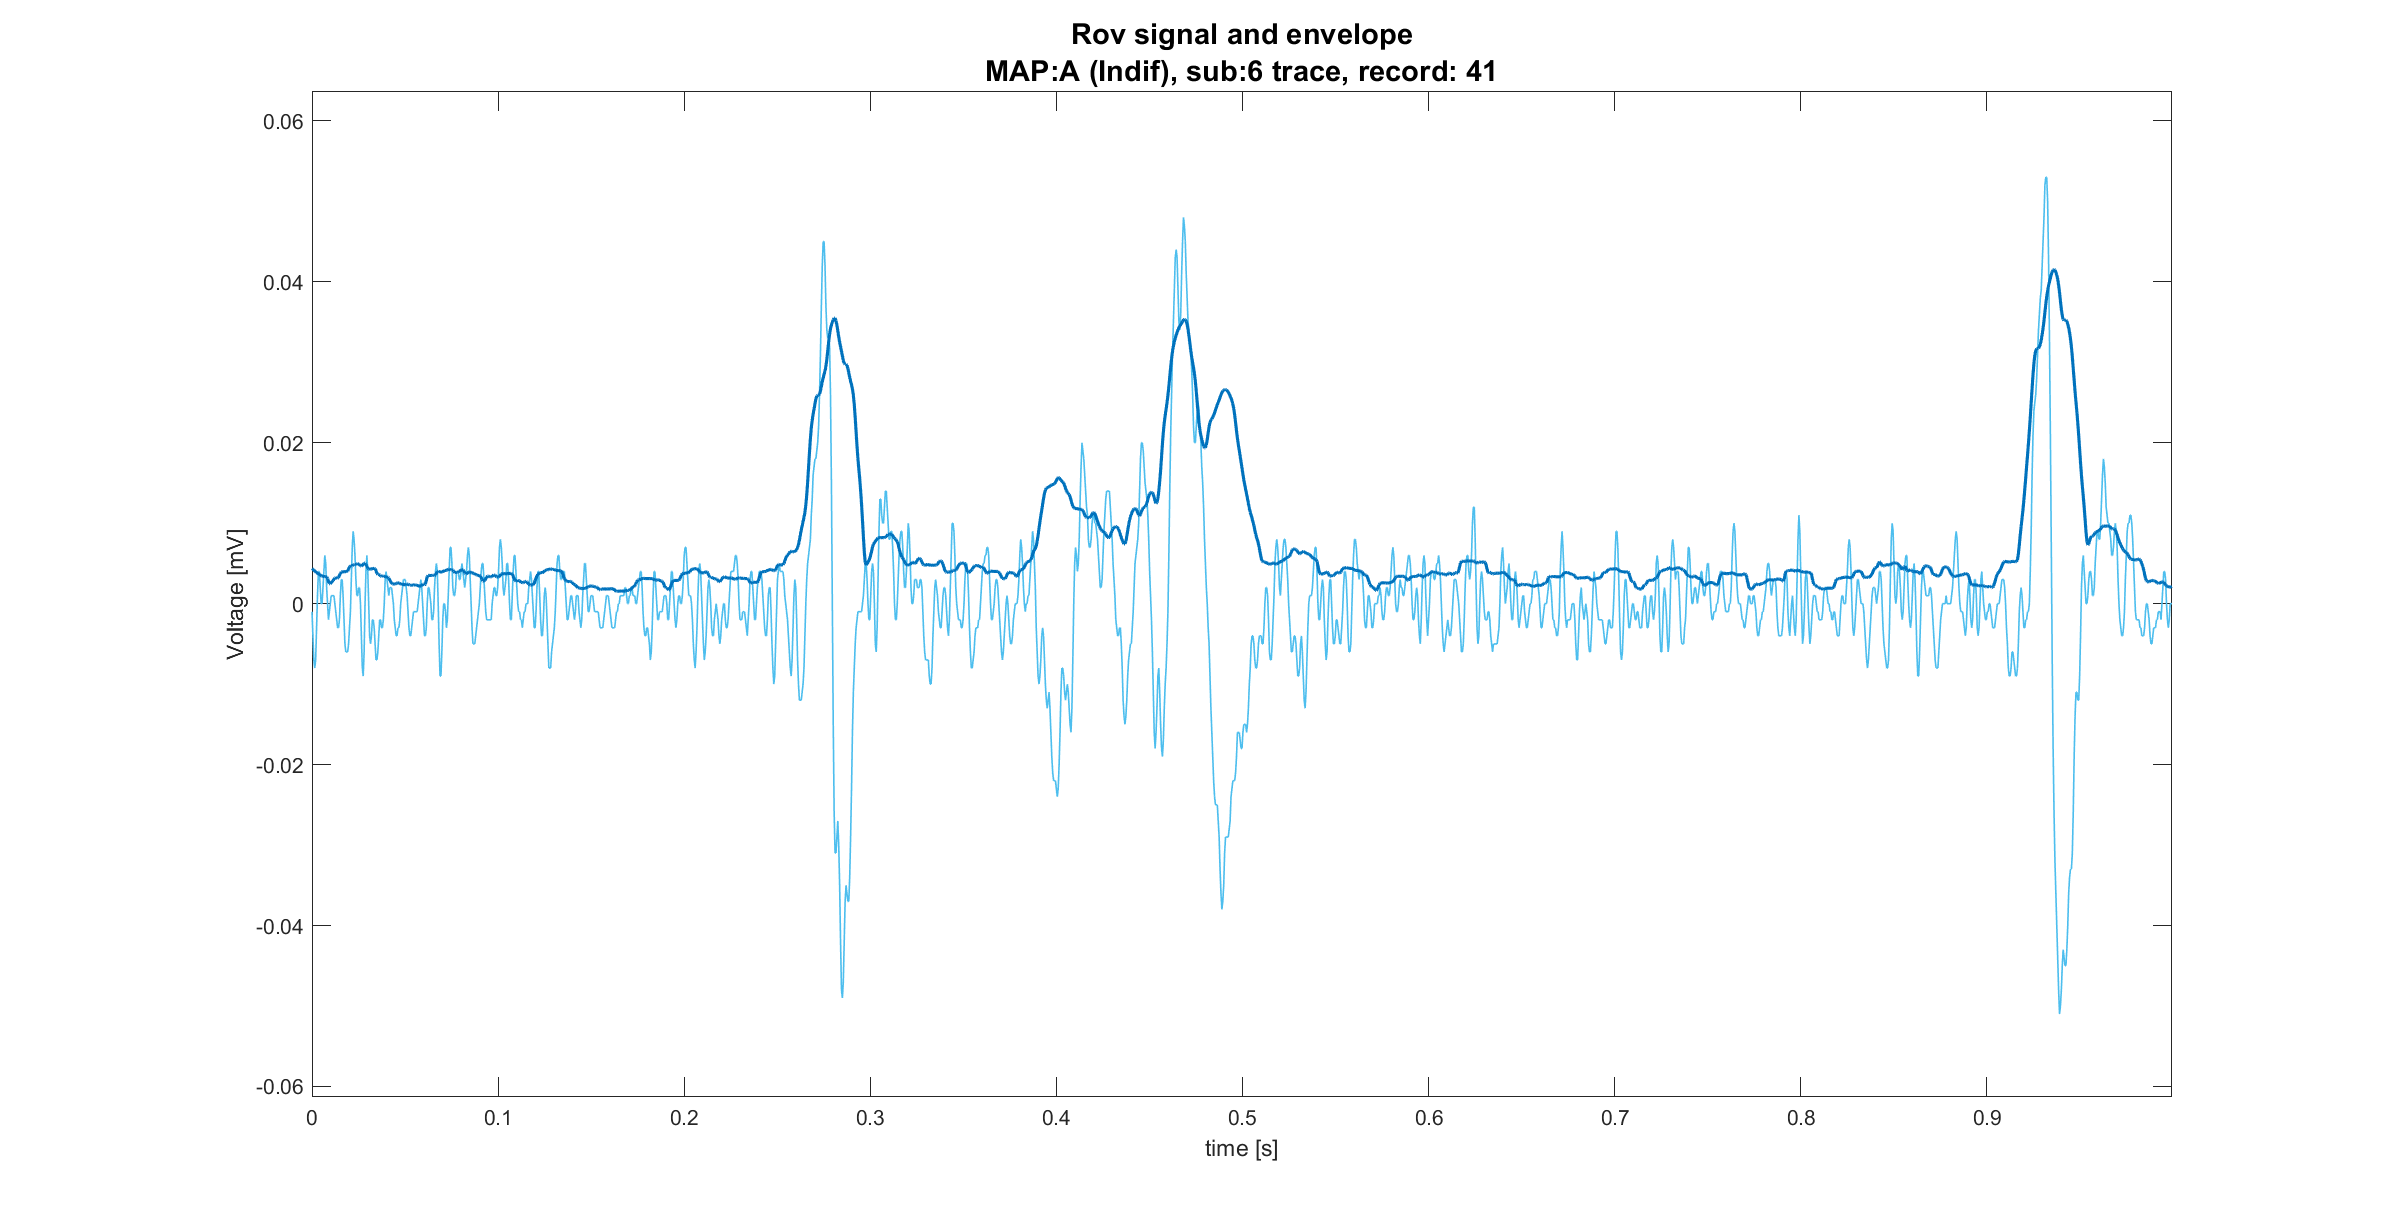 Rov signal and envelope
MAP:A (Indif), sub:6 trace, record: 41
0.06
0.04
0.02
0
-0.02
-0.04
-0.06
Voltage [mV]
0 0.1 0.2 0.3 0.4 0.5 0.6 0.7 0.8 0.9
time [s]